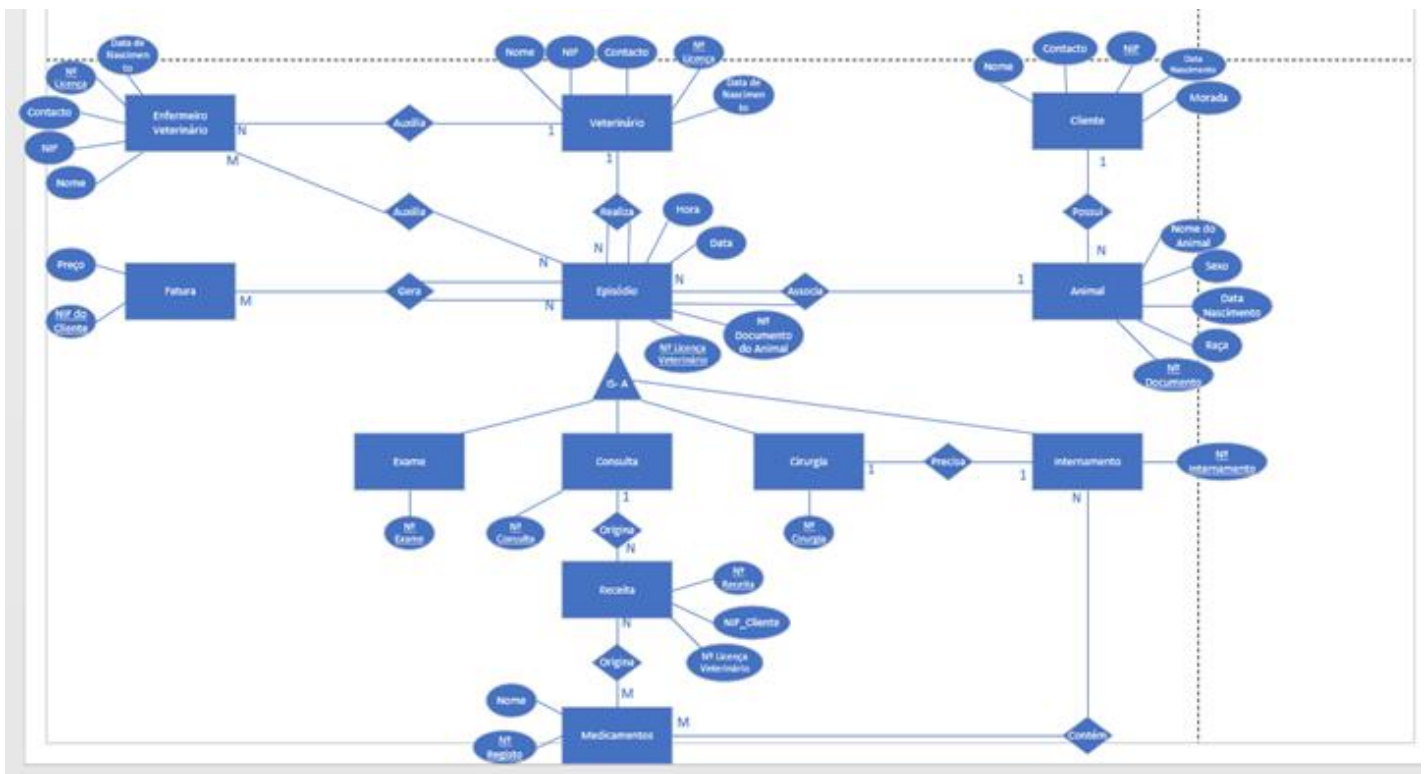 Data de
Nascimen
to
Nº
Licença
Contacto
NIF
Nome
Enfermeiro
Veterinário
N
M
Auxilia
1
Nome
NIF
Contacto
Nº
Licença
Data de
Nascimen
to
Veterinário
1
Nome
Contacto
NIF
Data
Nascimento
Morada
Cliente
1
Auxilia
Realiza
N
Hora
Data
Possui
N
Preço
NIF do
Cliente
Fatura
M
Gera
N
N
Episódio
N
Associa
1
Animal
Nome do
Animal
Sexo
Data
Nascimento
Raça
Nº
Documento
Nº
Documento
do Animal
Nº Licença
Veterinário
IS- A
Exame
Consulta
1
Cirurgia
1
Precisa
1
Internamento
N
Nº
Internamento
Nº
Exame
Nº
Consulta
Origina
N
Nº
Cirurgia
Receita
N
Nº
Receita
NIF_Cliente
Nº Licença
Veterinário
Origina
M
Nome
Nº
Registo
Medicamentos
M
Contém